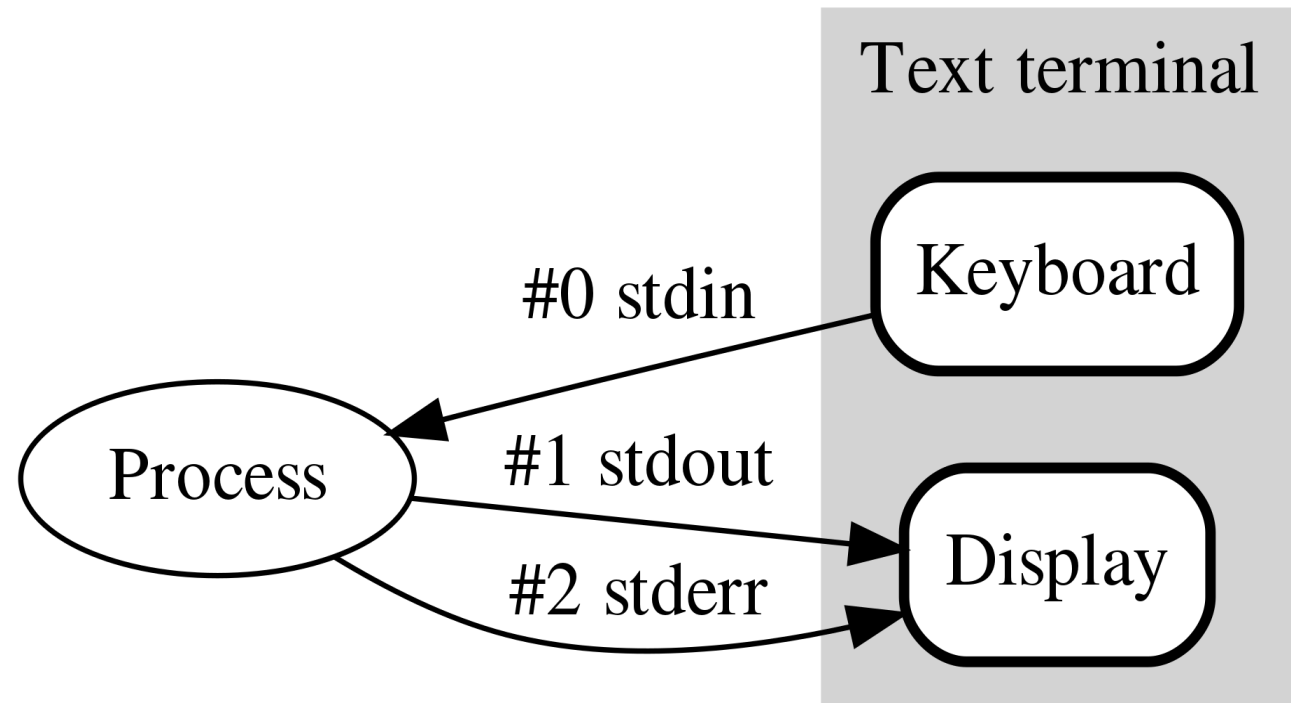 Text terminal
Keyboard
#0 stdin
Process
#1 stdout
Display
#2 stderr